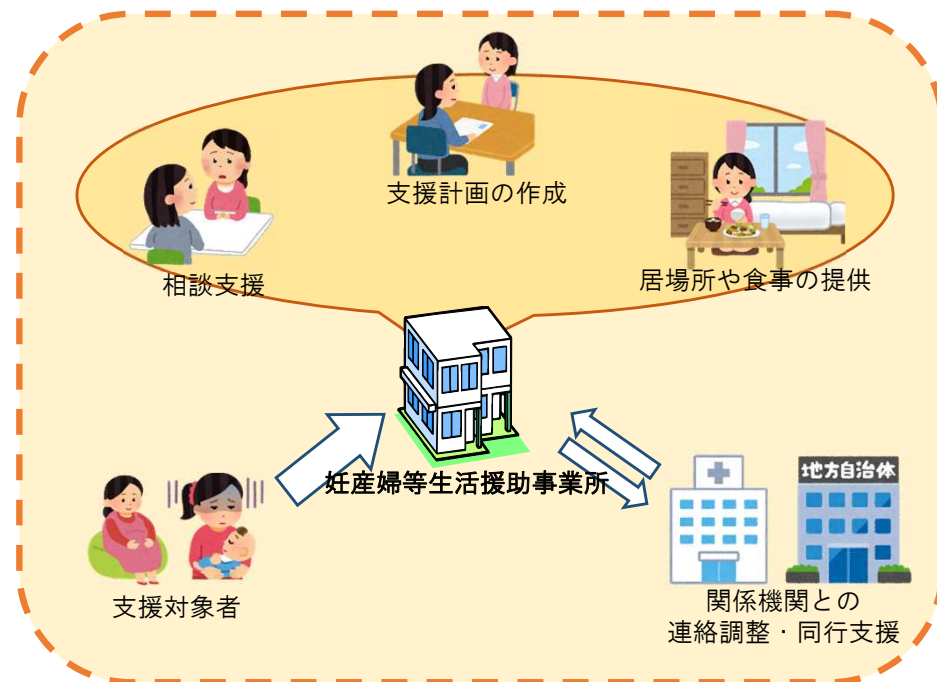 支援計画の作成
相談支援
居場所や食事の提供
妊産婦等生活援助事業所
地方自治体
支援対象者
関係機関との
連絡調整・同行支援